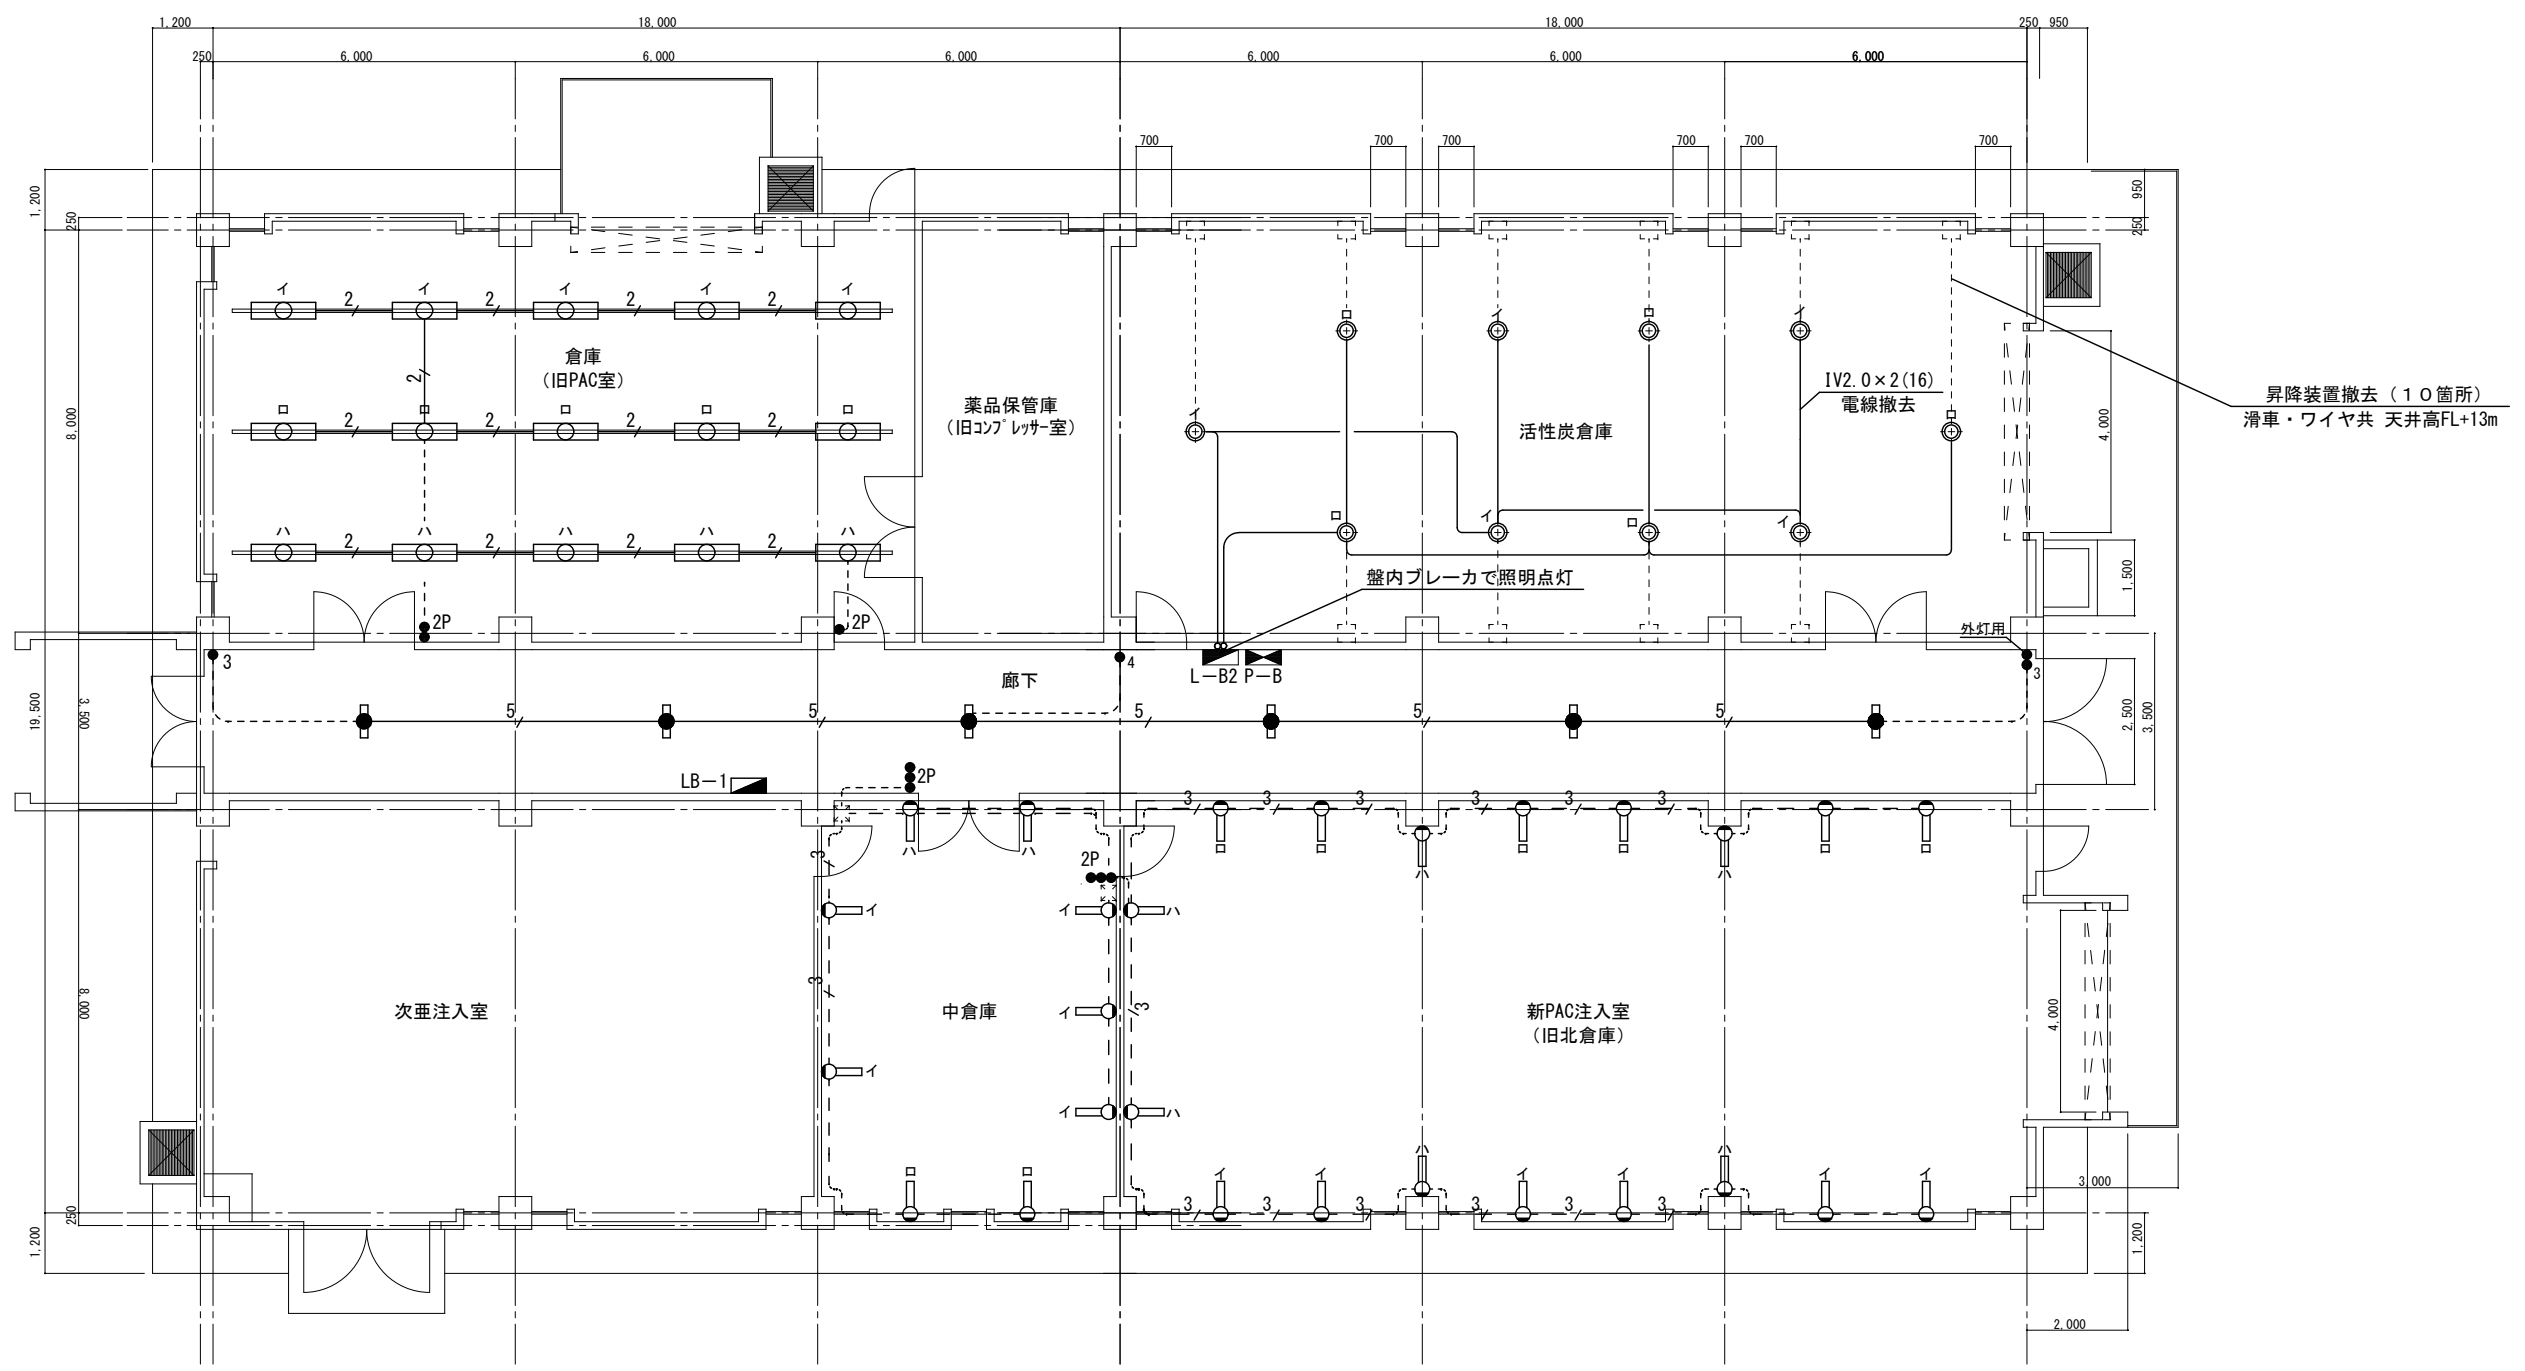 1,200
18,000
18,000
250
950
250
6,000
6,000
6,000
6,000
6,000
6,000
700
700
700
700
700
700
1,200
250
950
250
イ
イ
イ
イ
イ
2
2
2
2
ロ
イ
ロ
イ
倉庫
(旧PAC室)
2
IV2.0×2(16)
電線撤去
昇降装置撤去(10箇所)
滑車・ワイヤ共 天井高FL+13m
薬品保管庫
(旧コンプレッサー室)
8,000
4,000
ロ
ロ
ロ
ロ
ロ
2
2
2
2
イ
ロ
活性炭倉庫
ロ
イ
ロ
イ
ハ
ハ
ハ
ハ
ハ
2
2
2
2
盤内ブレーカで照明点灯
1,500
2P
2P
外灯用
3
4
L-B2
P-B
3
廊下
19,500
3,500
2,500
3,500
5
5
5
5
5
LB-1
2P
3
3
3
3
3
3
ハ
ハ
ロ
ロ
ロ
ロ
ロ
ロ
3
2P
ハ
ハ
イ
イ
ハ
3
次亜注入室
中倉庫
イ
3
新PAC注入室
(旧北倉庫)
8,000
4,000
イ
イ
ハ
ロ
ロ
イ
イ
ハ
イ
イ
ハ
イ
イ
3
3
3
3
3
3
3,000
250
1,200
1,200
2,000